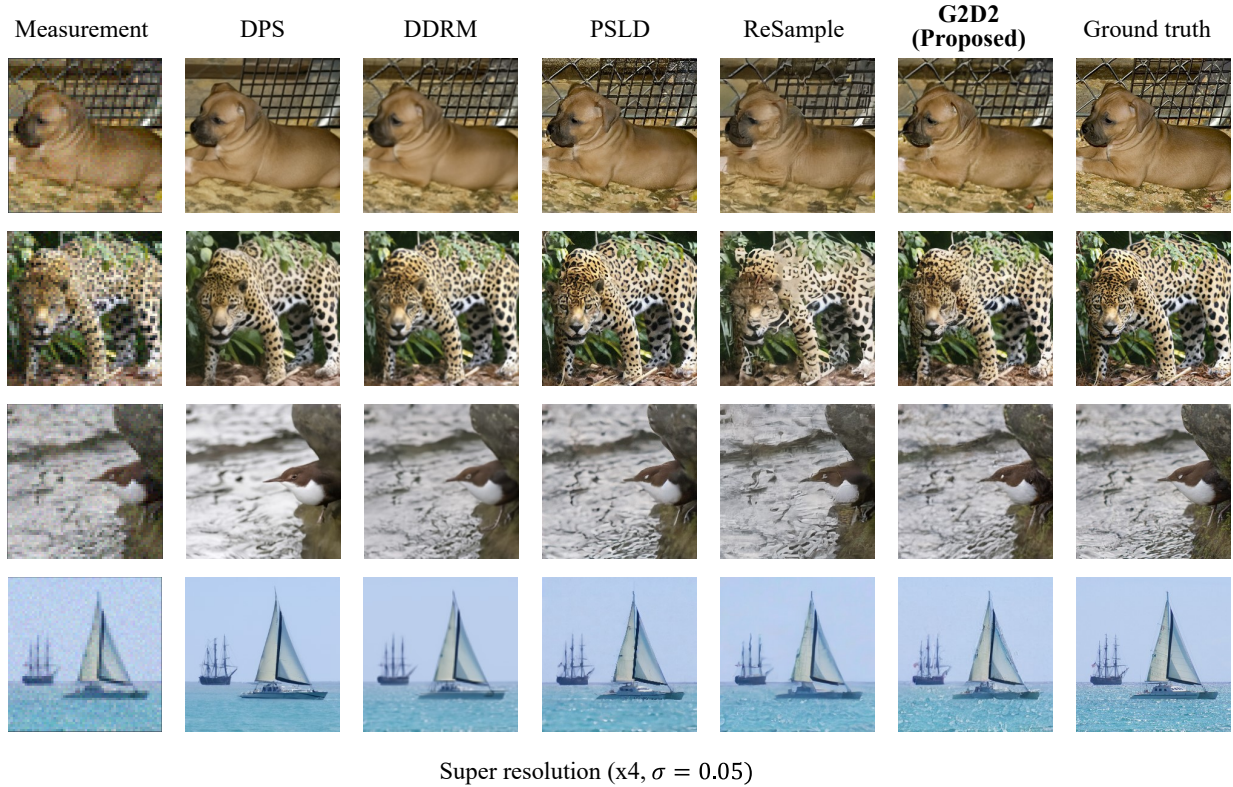 Measurement
DPS
DDRM
PSLD
ReSample
G2D2
(Proposed)
Ground truth
Super resolution (x4, σ = 0.05)